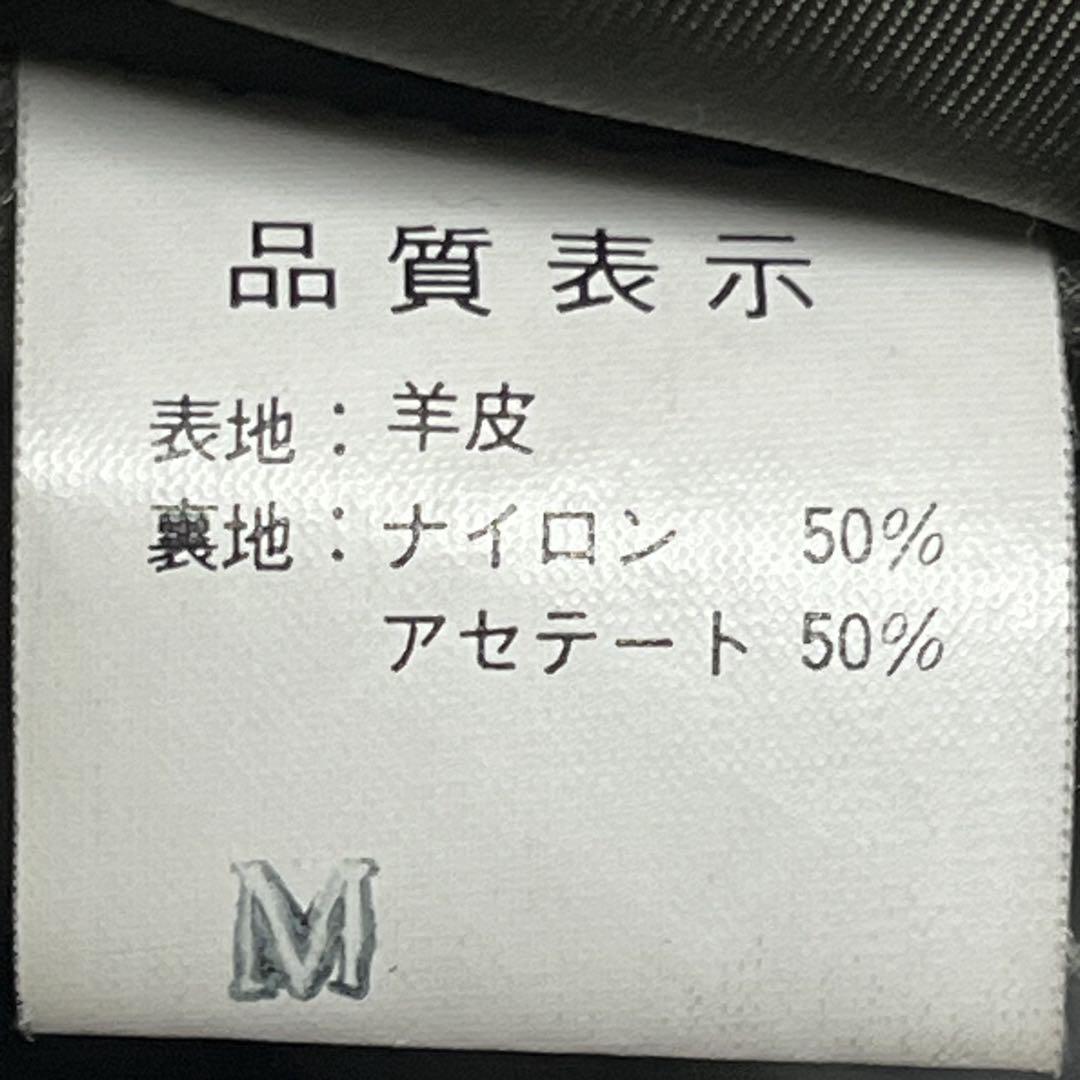 品質表示
表地：羊皮
裏地：ナイロン 50%
アセテート 50%
M